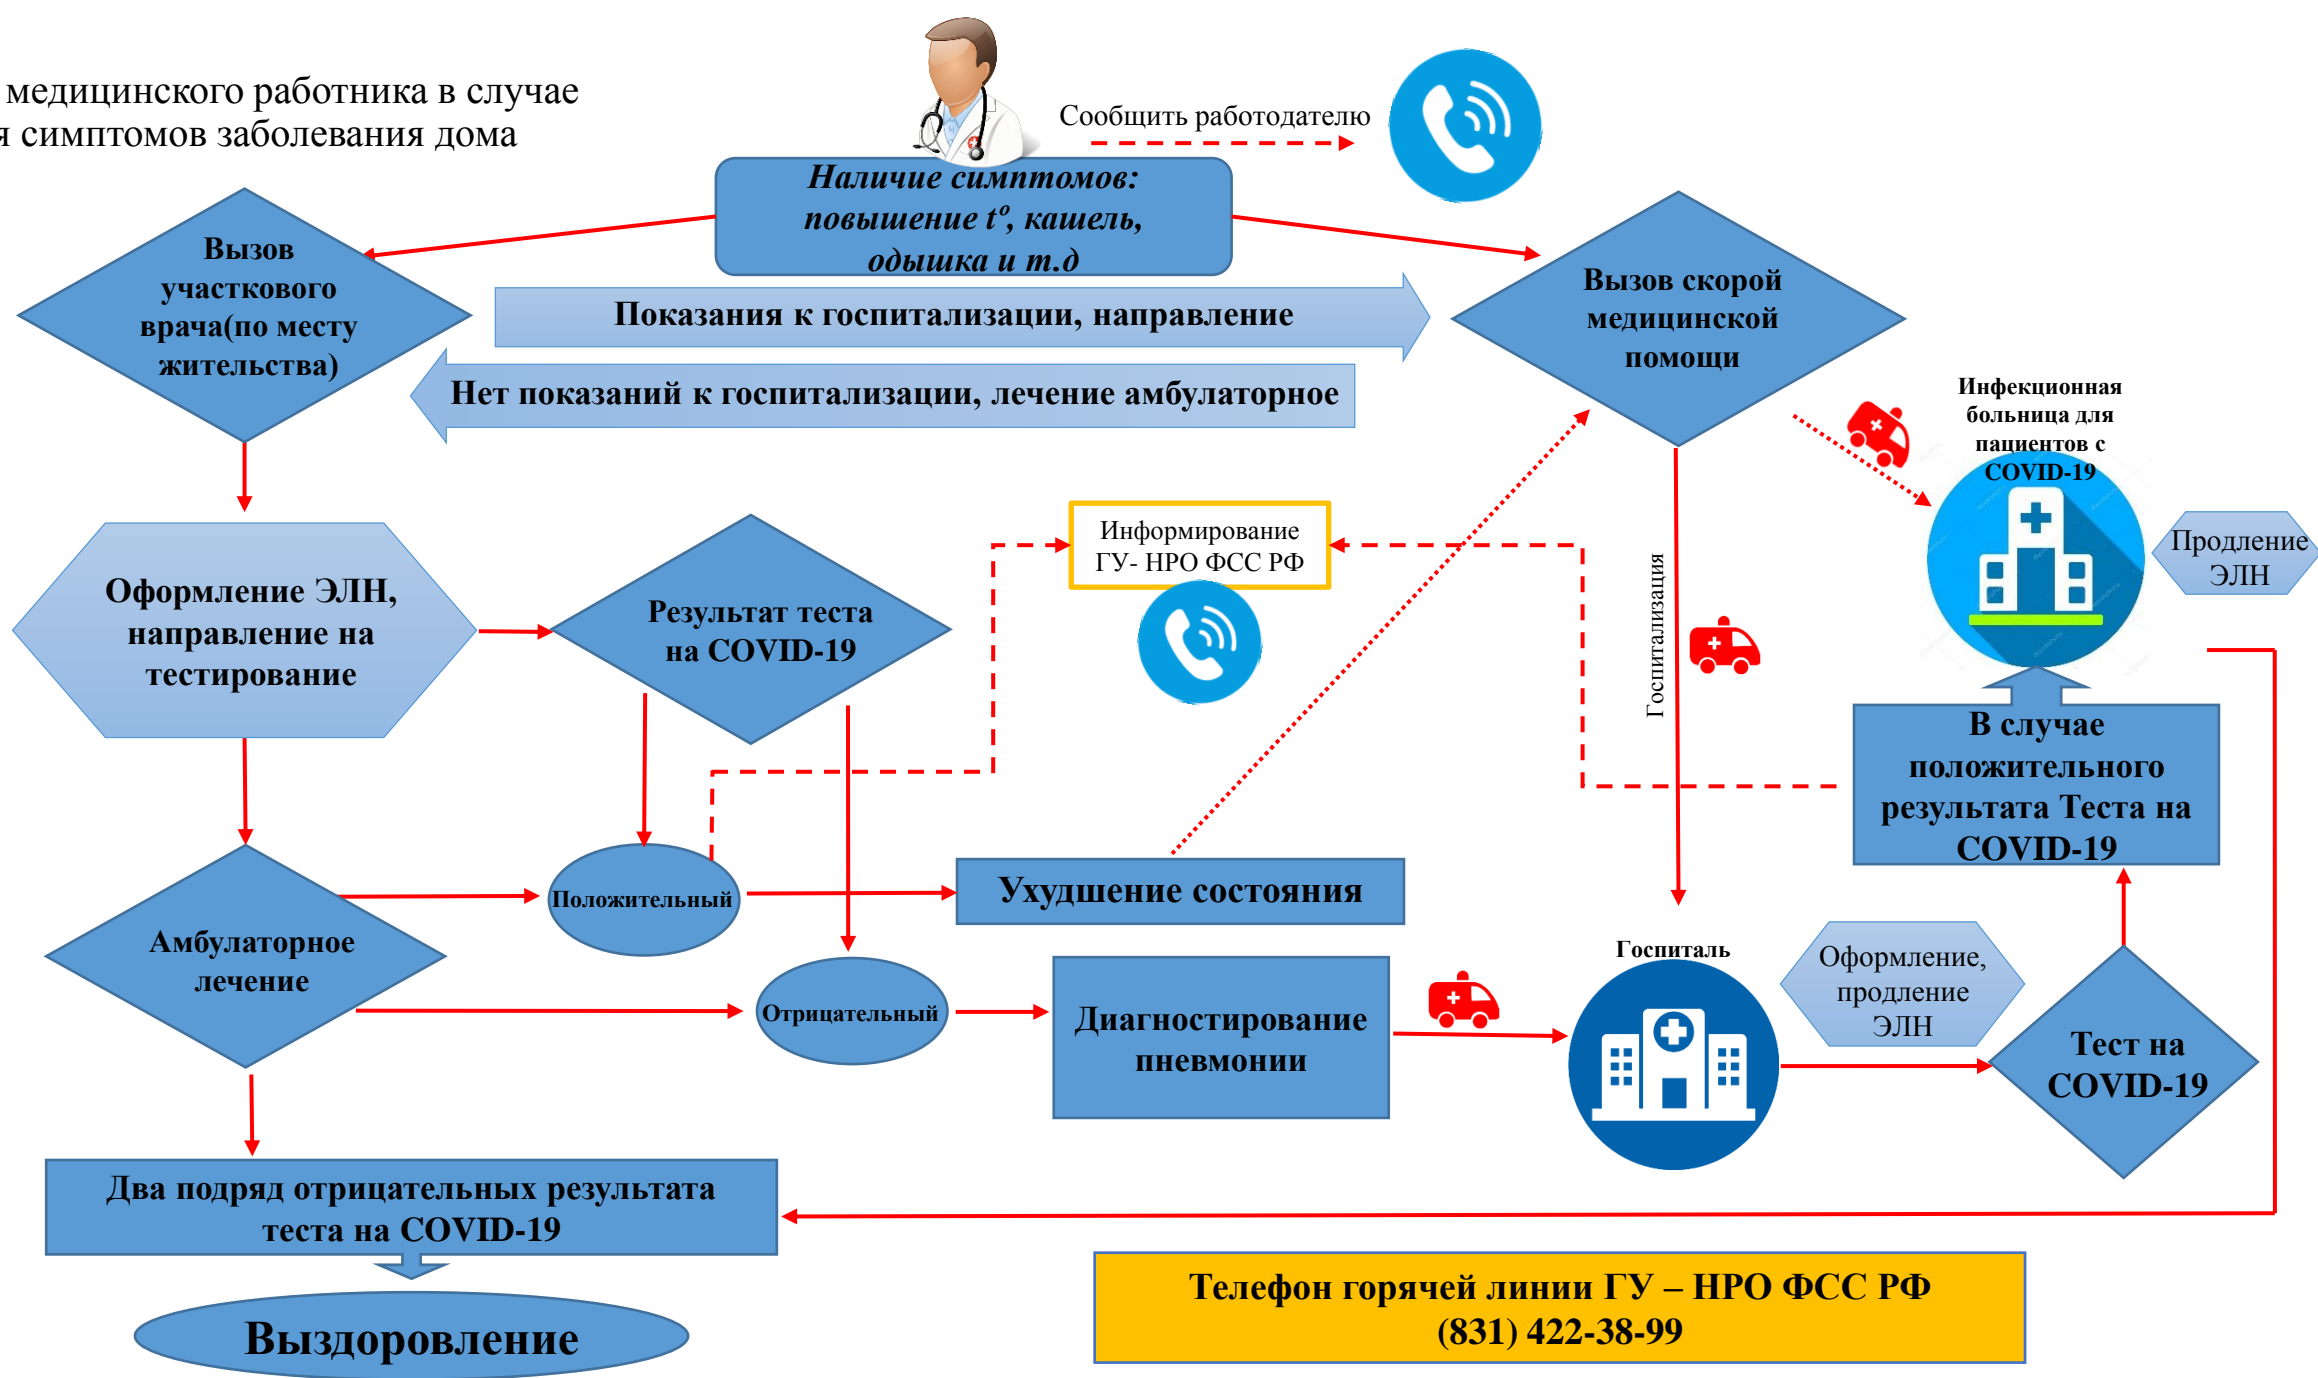 медицинского работника в случае
я симптомов заболевания дома
Сообщить работодателю
Наличие симптомов:
повышение tº, кашель,
одышка и т.д
Вызов
участкового
врача(по месту
жительства)
Показания к госпитализации, направление
Нет показаний к госпитализации, лечение амбулаторное
Вызов скорой
медицинской
помощи
Инфекционная
больница для
пациентов с
COVID-19
Продление
ЭЛН
Информирование
ГУ- НРО ФСС РФ
Госпитализация
Оформление ЭЛН,
направление на
тестирование
Результат теста
на COVID-19
В случае
положительного
результата Теста на
COVID-19
Положительный
Ухудшение состояния
Амбулаторное
лечение
Отрицательный
Диагностирование
пневмонии
Госпиталь
Оформление,
продление
ЭЛН
Тест на
COVID-19
Два подряд отрицательных результата
теста на COVID-19
Выздоровление
Телефон горячей линии ГУ – НРО ФСС РФ
(831) 422-38-99